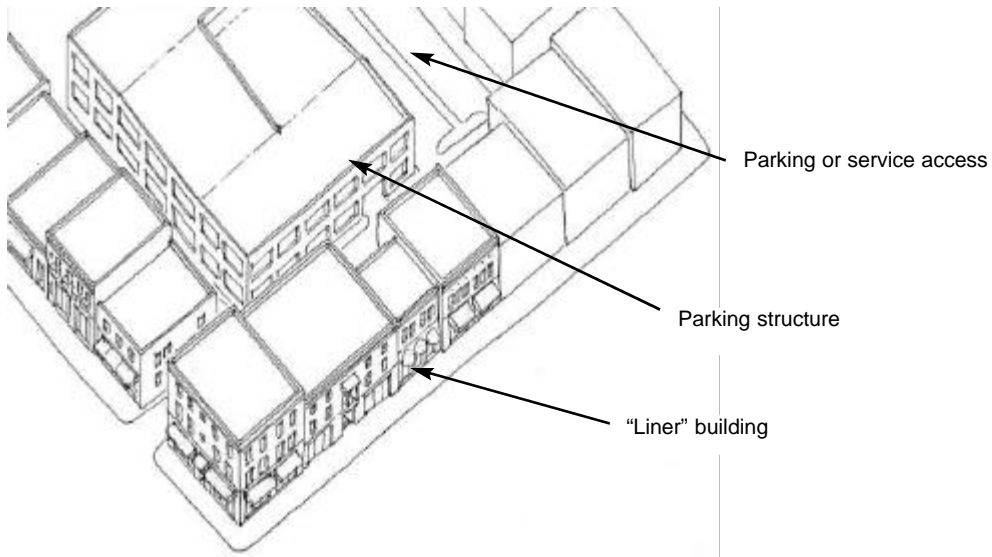 Parking or service access
Parking structure
“Liner” building